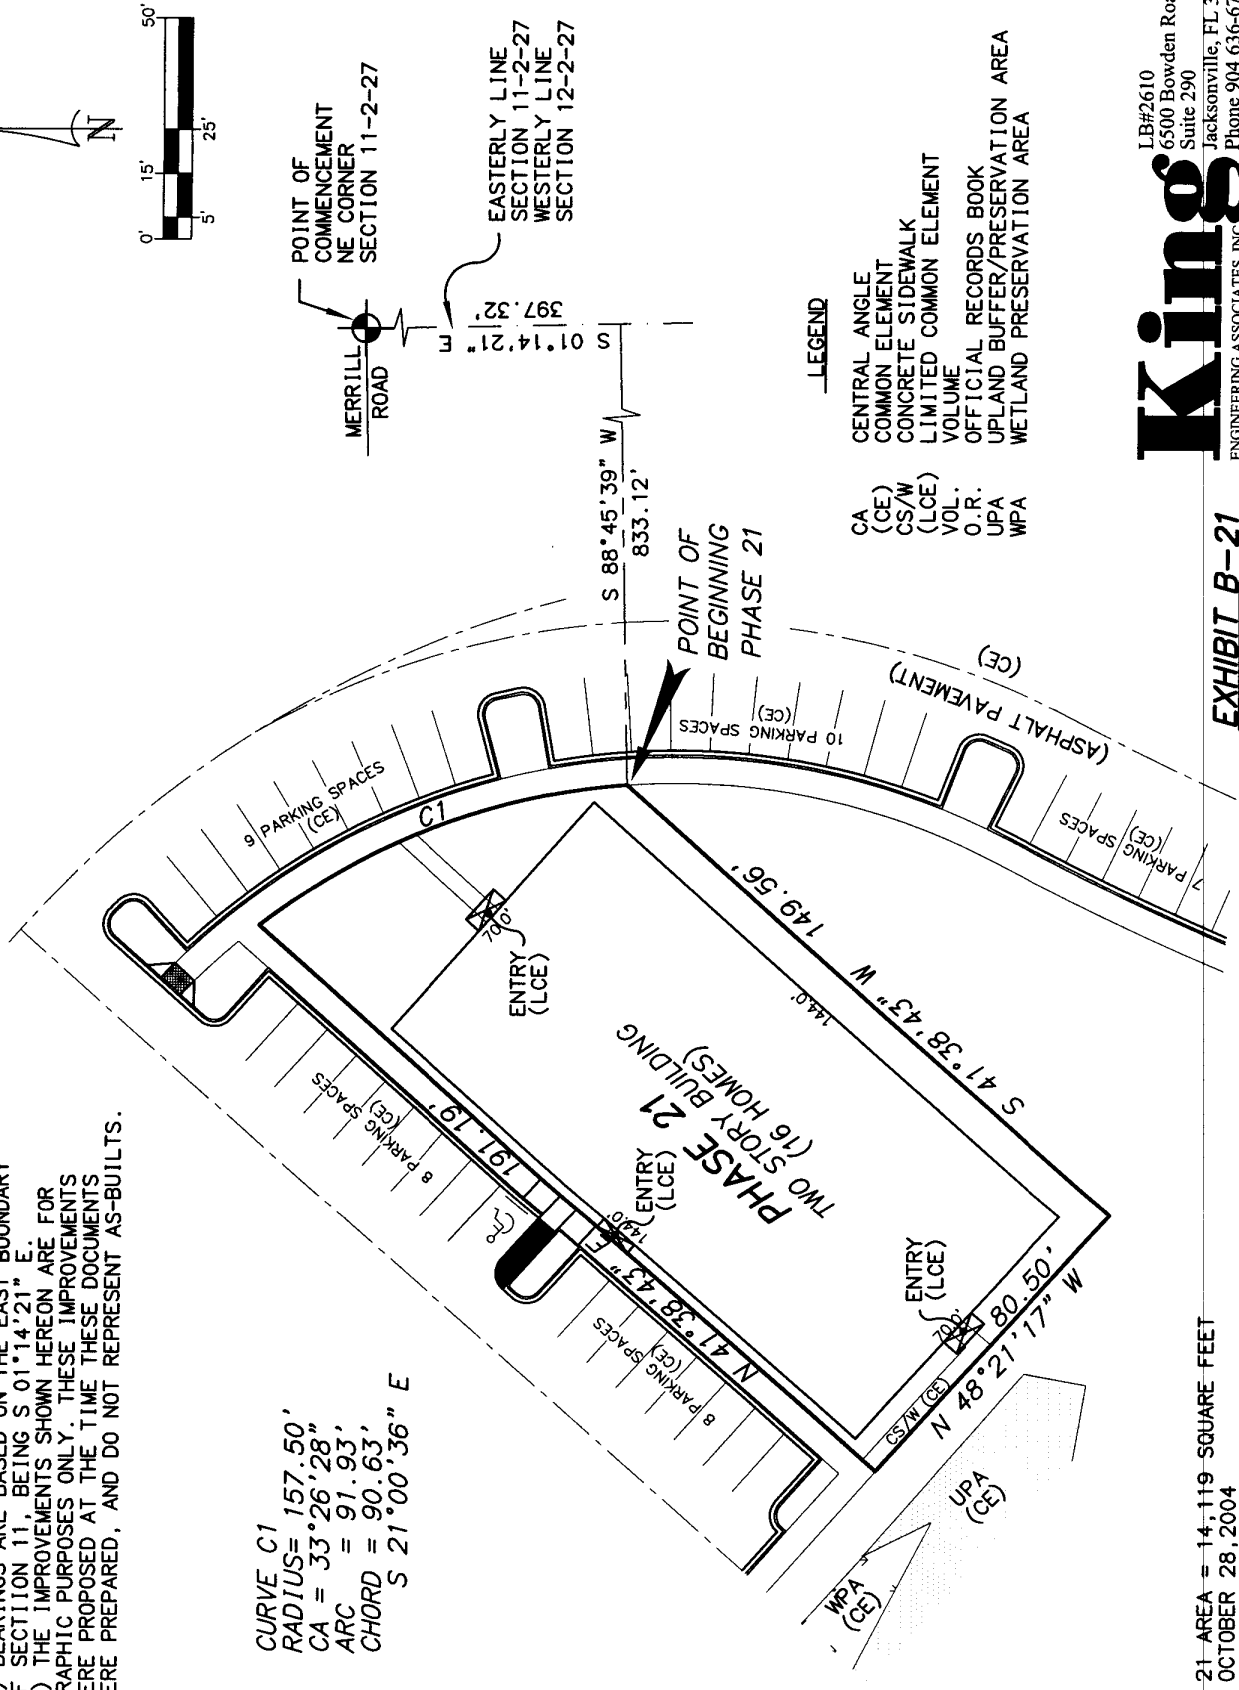 BEARINGS ARE BASED ON THE EAST BOUNDARY
SECTIION 11, BEING S 01°14'21" E.
THE IMPROVEMENTS SHOWN HEREON ARE FOR
PURPOSES ONLY. THESE IMPROVEMENTS
PROPOSED AT THE TIME THESE DOCUMENTS
PREPARED, AND DO NOT REPRESENT AS-BUILTS.
N
0'
5'
15'
25'
50'
POINT OF
COMMENCEMENT
NE CORNER
SECTION 11-2-27
MERRILL
ROAD
EASTERLY LINE
SECTION 11-2-27
WESTERLY LINE
SECTION 12-2-27
S 01°14'21" E
397.32'
S 88°45'39" W
833.12'
POINT OF
BEGINNING
PHASE 21
9 PARKING SPACES
(CE)
C1
10 PARKING SPACES
(CE)
7 PARKING SPACES
(CE)
(ASPHALT PAVEMENT)
(CE)
8 PARKING SPACES
(CE)
8 PARKING SPACES
(CE)
N 41°38'43" E
191.19'
S 41°38'43" W
149.56'
N 48°21'17" W
80.50'
144.0'
144.0'
70.0'
70.0'
ENTRY
(LCE)
ENTRY
(LCE)
ENTRY
(LCE)
PHASE 21
TWO STORY BUILDING
(16 HOMES)
CS/W (CE)
UPA
(CE)
WPA
(CE)
CURVE C1
RADIUS= 157.50'
CA = 33°26'28"
ARC = 91.93'
CHORD = 90.63'
S 21°00'36" E
LEGEND
CA CENTRAL ANGLE
(CE) COMMON ELEMENT
CS/W CONCRETE SIDEWALK
(LCE) LIMITED COMMON ELEMENT
VOL. VOLUME
O.R. OFFICIAL RECORDS BOOK
UPA UPLAND BUFFER/PRESERVATION AREA
WPA WETLAND PRESERVATION AREA
21 AREA = 14,119 SQUARE FEET
OCTOBER 28,2004
EXHIBIT B-21
King
ENGINEERING ASSOCIATES, INC
LB#2610
6500 Bowden Roa
Suite 290
Jacksonville, FL
Phone 904 636-6